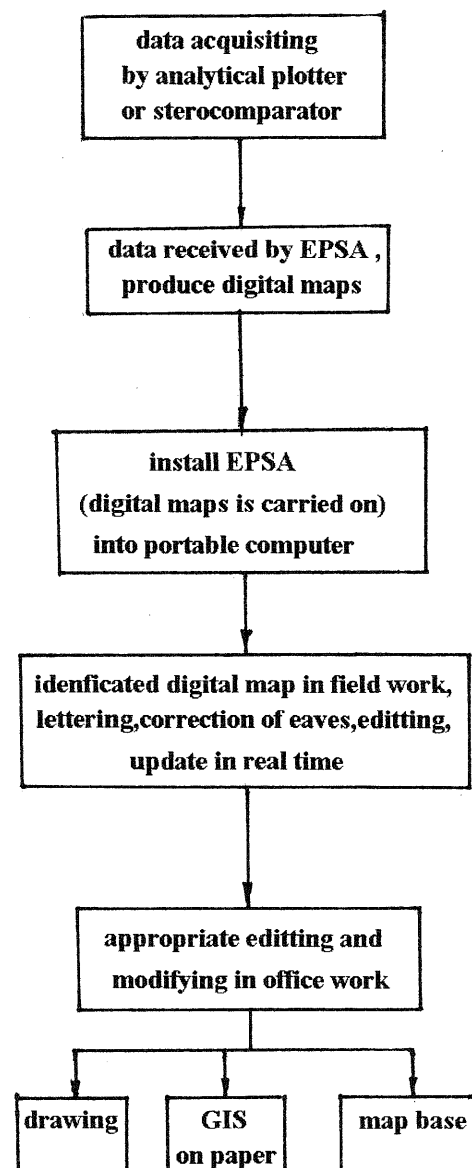 data acquisiting
by analytical plotter
or sterocomparator
data received by EPSA ,
produce digital maps
install EPSA
(digital maps is carried on)
into portable computer
idenficated digital map in field work,
lettering,correction of eaves,editting,
update in real time
appropriate editting and
modifying in office work
drawing
GIS
on paper
map base